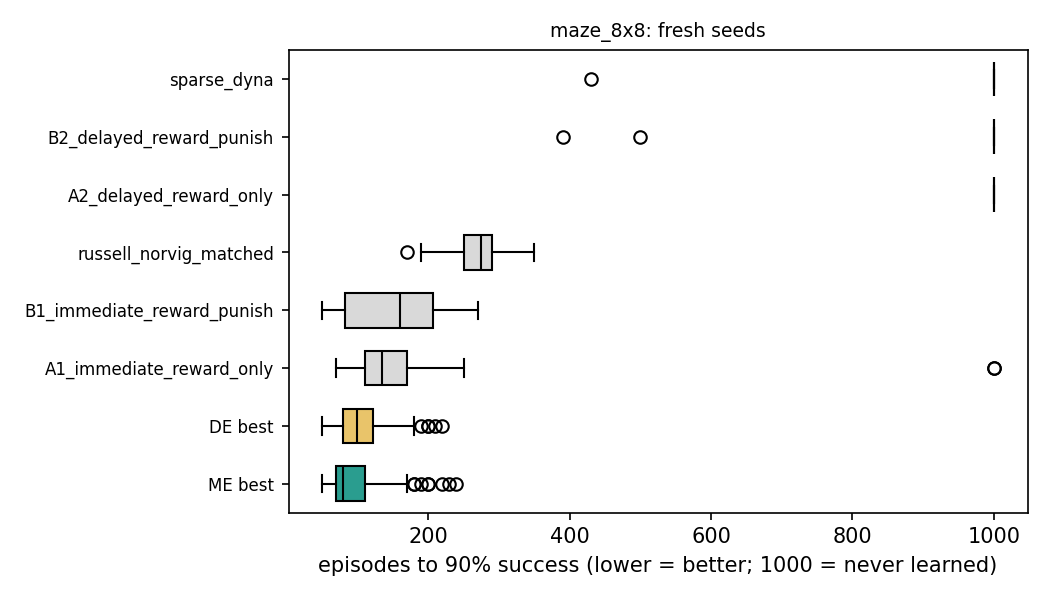 maze_8x8: fresh seeds
sparse_dyna
B2_delayed_reward_punish
A2_delayed_reward_only
russell_norvig_matched
B1_immediate_reward_punish
A1_immediate_reward_only
DE best
ME best
200 400 600 800 1000
episodes to 90% success (lower = better; 1000 = never learned)